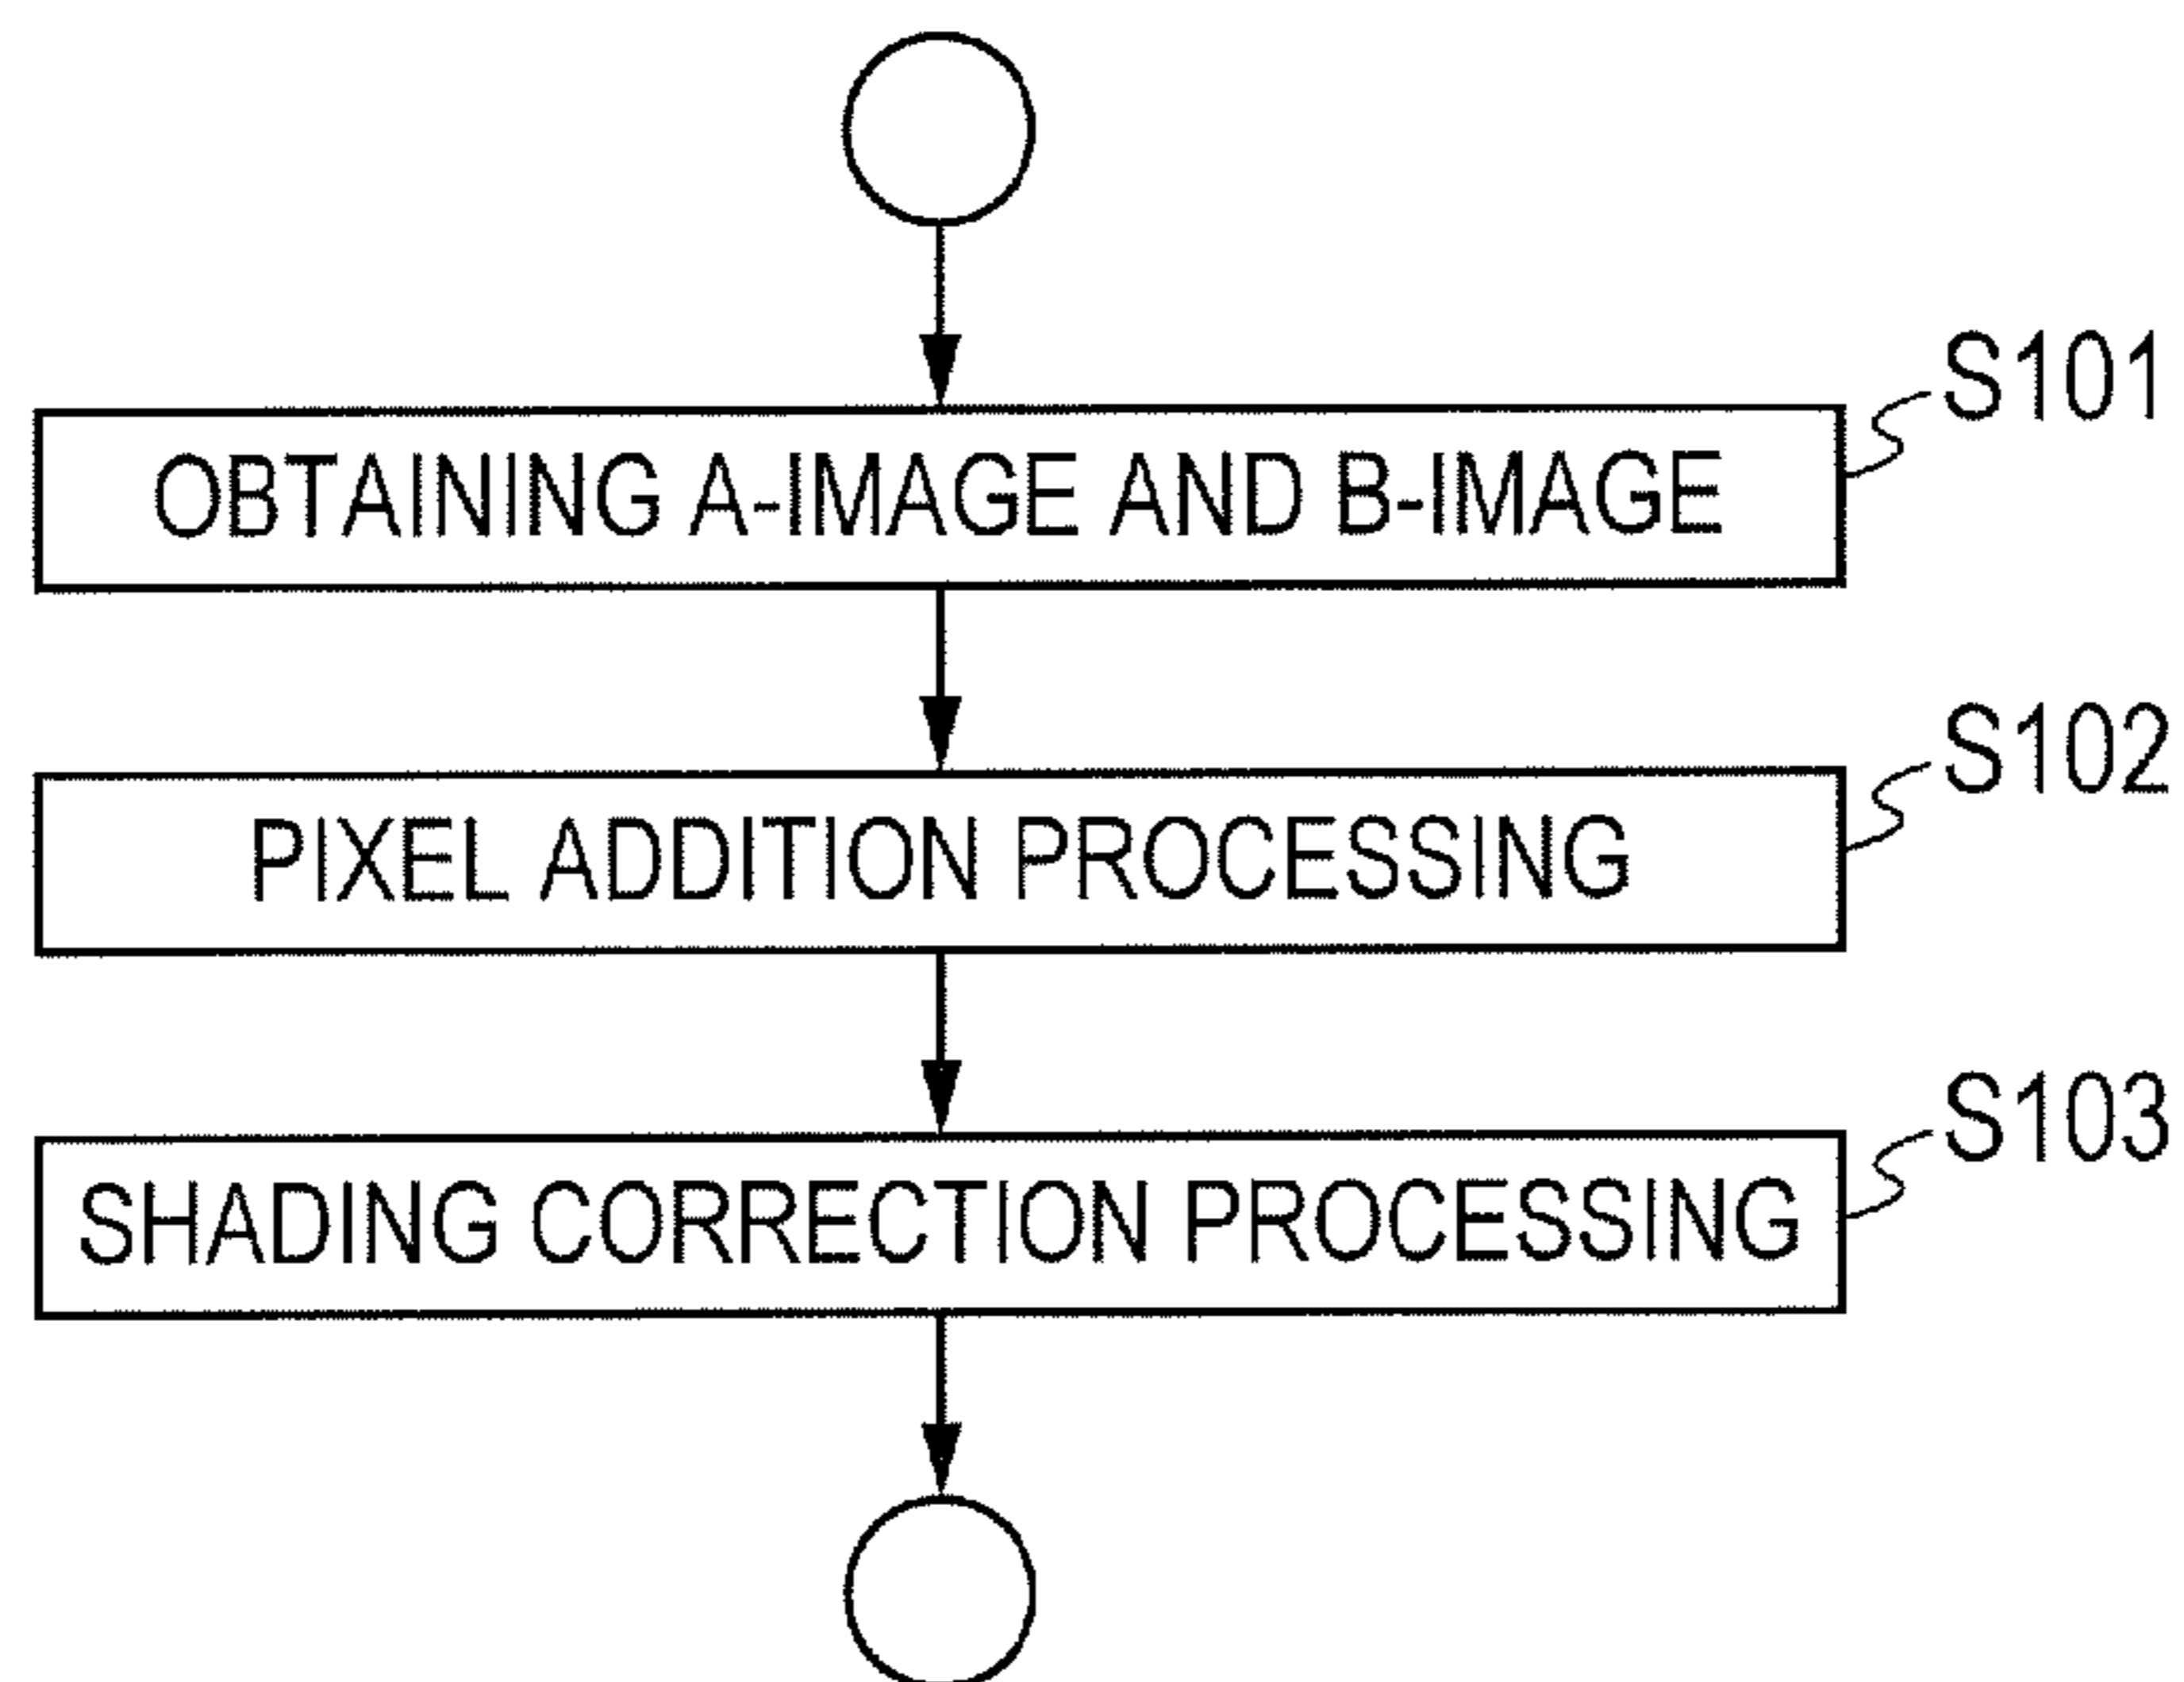 S101
OBTAINING A-IMAGE AND B-IMAGE
S102
PIXEL ADDITION PROCESSING
S103
SHADING CORRECTION PROCESSING